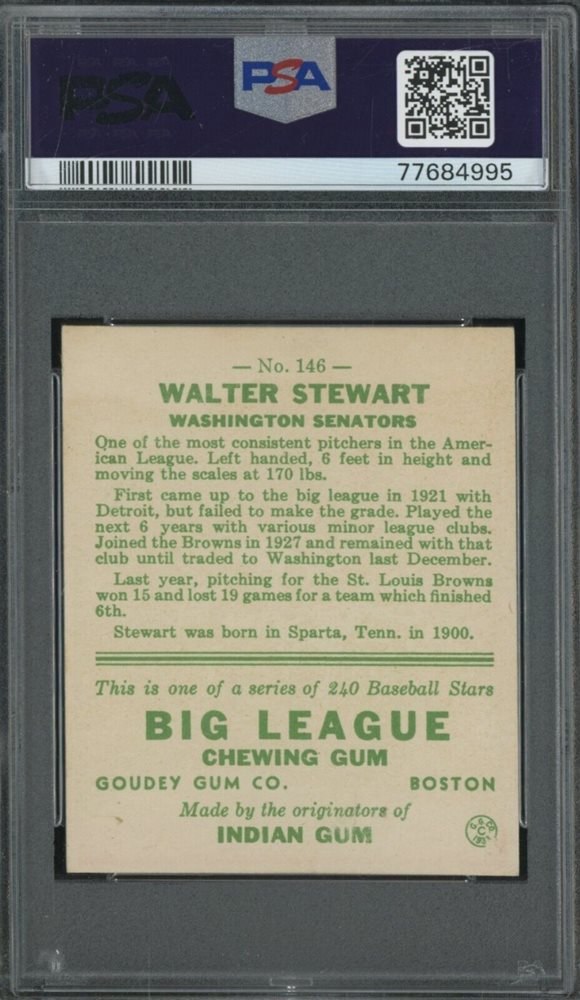 PSA
PSA
77684995
— No. 146 —
WALTER STEWART
WASHINGTON SENATORS
One of the most consistent pitchers in the Amer-
ican League. Left handed, 6 feet in height and
moving the scales at 170 lbs.
First came up to the big league in 1921 with
Detroit, but failed to make the grade. Played the
next 6 years with various minor league clubs.
Joined the Browns in 1927 and remained with that
club until traded to Washington last December.
Last year, pitching for the St. Louis Browns
won 15 and lost 19 games for a team which finished
6th.
Stewart was born in Sparta, Tenn. in 1900.
This is one of a series of 240 Baseball Stars
BIG LEAGUE
CHEWING GUM
GOUDEY GUM CO. BOSTON
Made by the originators of
INDIAN GUM
G.G.CO.
C